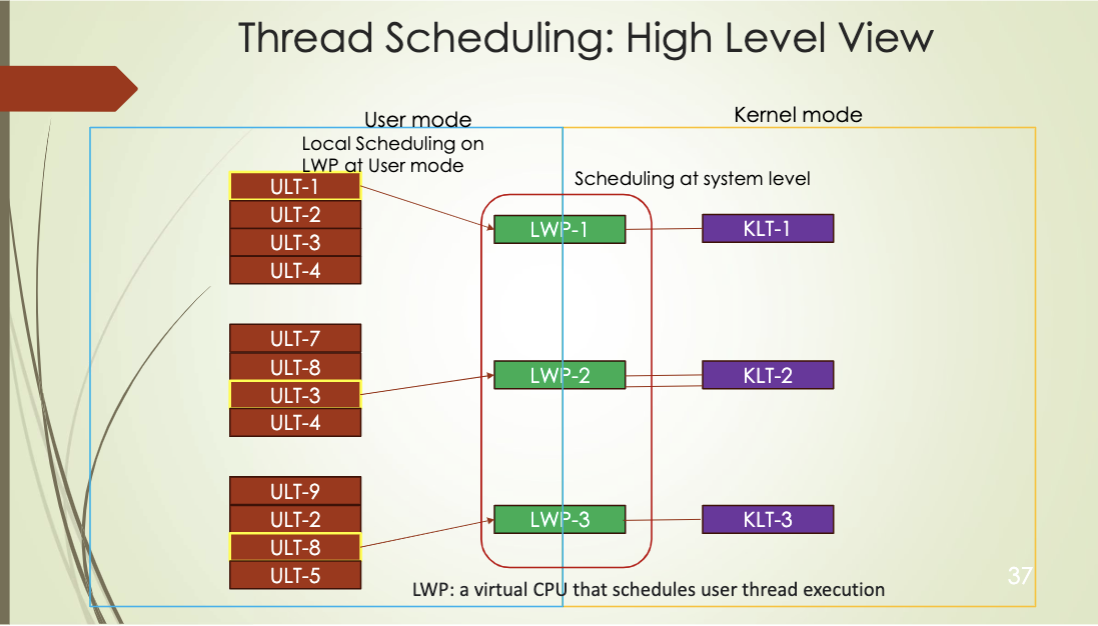 Thread Scheduling: High Level View
User mode
Kernel mode
Local Scheduling on
LWP at User mode
Scheduling at system level
ULT-1
ULT-2
ULT-3
ULT-4
LWP-1
KLT-1
ULT-7
ULT-8
ULT-3
ULT-4
LWP-2
KLT-2
ULT-9
ULT-2
ULT-8
ULT-5
LWP-3
KLT-3
LWP: a virtual CPU that schedules user thread execution
37